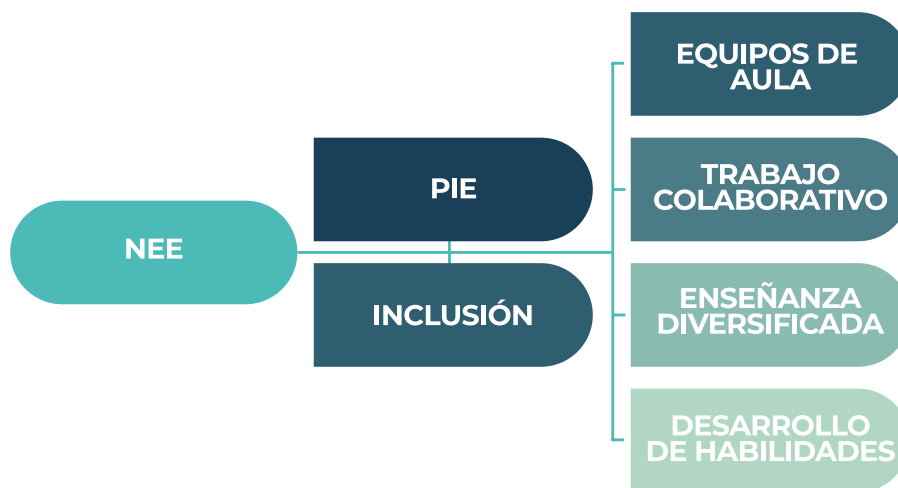 NEE
PIE
INCLUSIÓN
EQUIPOS DE
AULA
TRABAJO
COLABORATIVO
ENSEÑANZA
DIVERSIFICADA
DESARROLLO
DE HABILIDADES